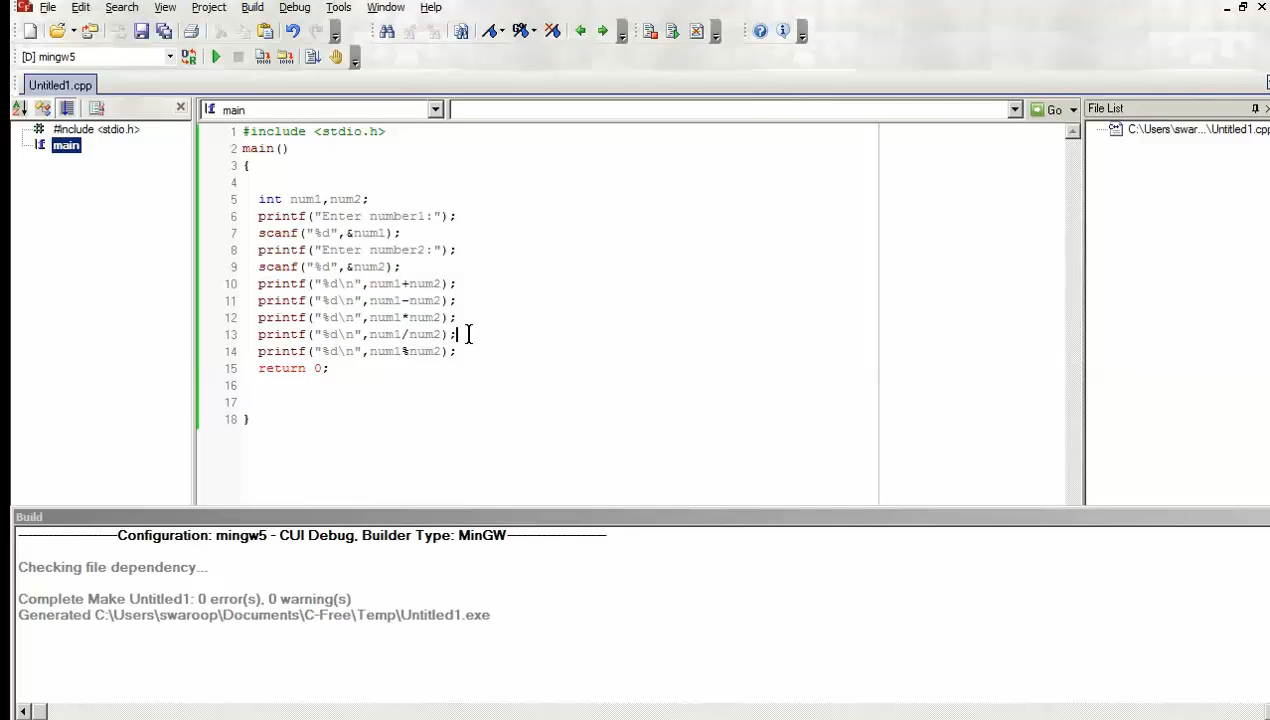 File Edit Search View Project Build Debug Tools Window Help
[D] mingw5
Untitled1.cpp
main
Go
File List
#include <stdio.h>
main
C:\Users\swar...\Untitled1.cpp
1 #include <stdio.h>
2 main()
3 {
4
5 int num1,num2;
6 printf("Enter number1:");
7 scanf("%d",&num1);
8 printf("Enter number2:");
9 scanf("%d",&num2);
10 printf("%d\n",num1+num2);
11 printf("%d\n",num1-num2);
12 printf("%d\n",num1*num2);
13 printf("%d\n",num1/num2);
14 printf("%d\n",num1%num2);
15 return 0;
16
17
18 }
Build
--------------------Configuration: mingw5 - CUI Debug, Builder Type: MinGW--------------------
Checking file dependency...
Complete Make Untitled1: 0 error(s), 0 warning(s)
Generated C:\Users\swaroop\Documents\C-Free\Temp\Untitled1.exe